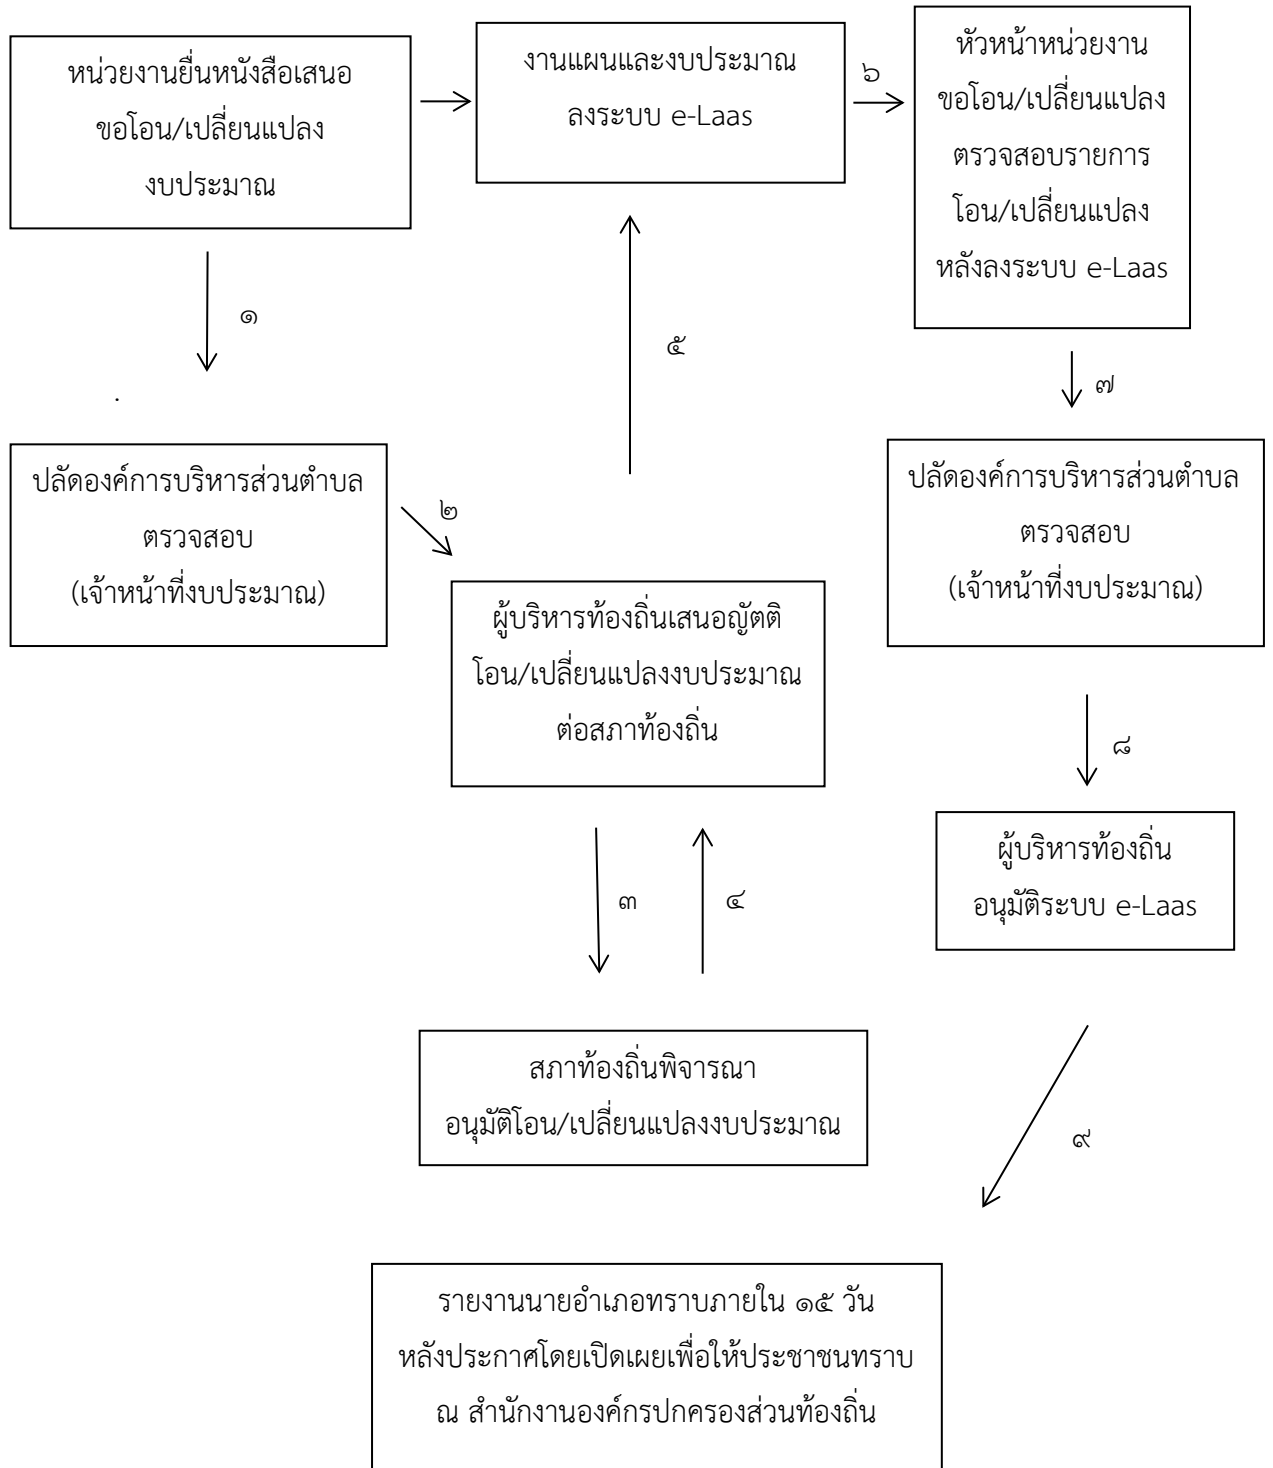 หน่วยงานยื่นหนังสือเสนอ
ขอโอน/เปลี่ยนแปลง
งบประมาณ
งานแผนและงบประมาณ
ลงระบบ e-Laas
๖
หัวหน้าหน่วยงาน
ขอโอน/เปลี่ยนแปลง
ตรวจสอบรายการ
โอน/เปลี่ยนแปลง
หลังลงระบบ e-Laas
๑
๕
๗
.
ปลัดองค์การบริหารส่วนตำบล
ตรวจสอบ
(เจ้าหน้าที่งบประมาณ)
๒
ผู้บริหารท้องถิ่นเสนอญัตติ
โอน/เปลี่ยนแปลงงบประมาณ
ต่อสภาท้องถิ่น
ปลัดองค์การบริหารส่วนตำบล
ตรวจสอบ
(เจ้าหน้าที่งบประมาณ)
๘
๓
๔
ผู้บริหารท้องถิ่น
อนุมัติระบบ e-Laas
สภาท้องถิ่นพิจารณา
อนุมัติโอน/เปลี่ยนแปลงงบประมาณ
๙
รายงานนายอำเภอทราบภายใน ๑๕ วัน
หลังประกาศโดยเปิดเผยเพื่อให้ประชาชนทราบ
ณ สำนักงานองค์กรปกครองส่วนท้องถิ่น